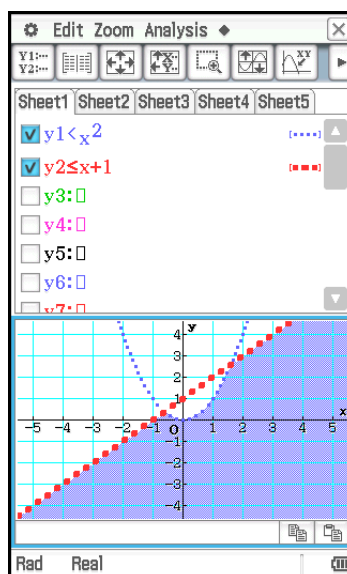 Edit Zoom Analysis
Y1:··· Y2:···
Sheet1 Sheet2 Sheet3 Sheet4 Sheet5
y1<x²
y2≤x+1
y3:▯
y4:▯
y5:▯
y6:▯
y7:▯
y
4
3
2
1
x
-5 -4 -3 -2 -1 O 1 2 3 4 5
-1
-2
-3
-4
Rad Real